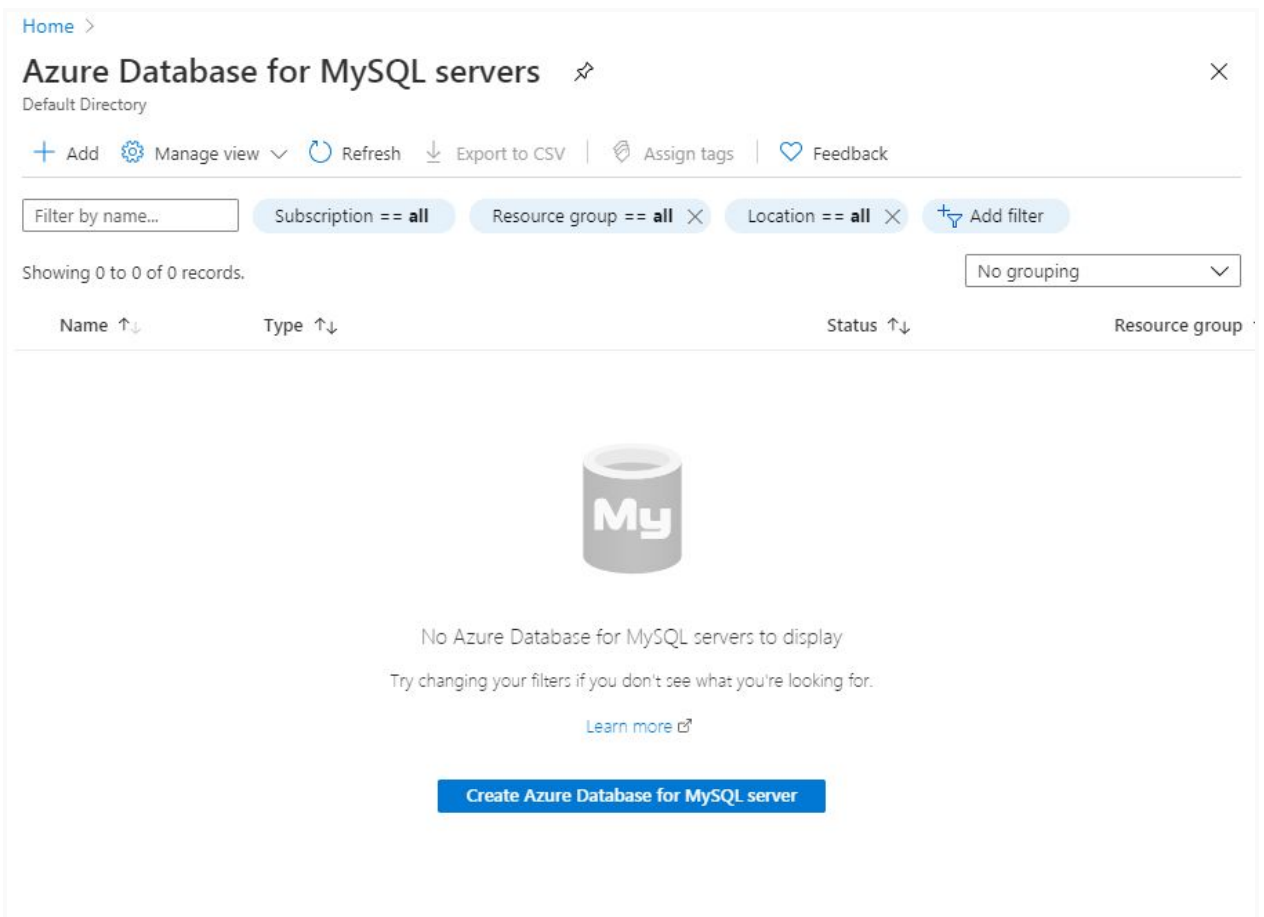 Home >
Azure Database for MySQL servers
Default Directory
Add Manage view Refresh Export to CSV Assign tags Feedback
Filter by name... Subscription == all Resource group == all Location == all Add filter
Showing 0 to 0 of 0 records. No grouping
Name Type Status Resource group
My
No Azure Database for MySQL servers to display
Try changing your filters if you don't see what you're looking for.
Learn more
Create Azure Database for MySQL server